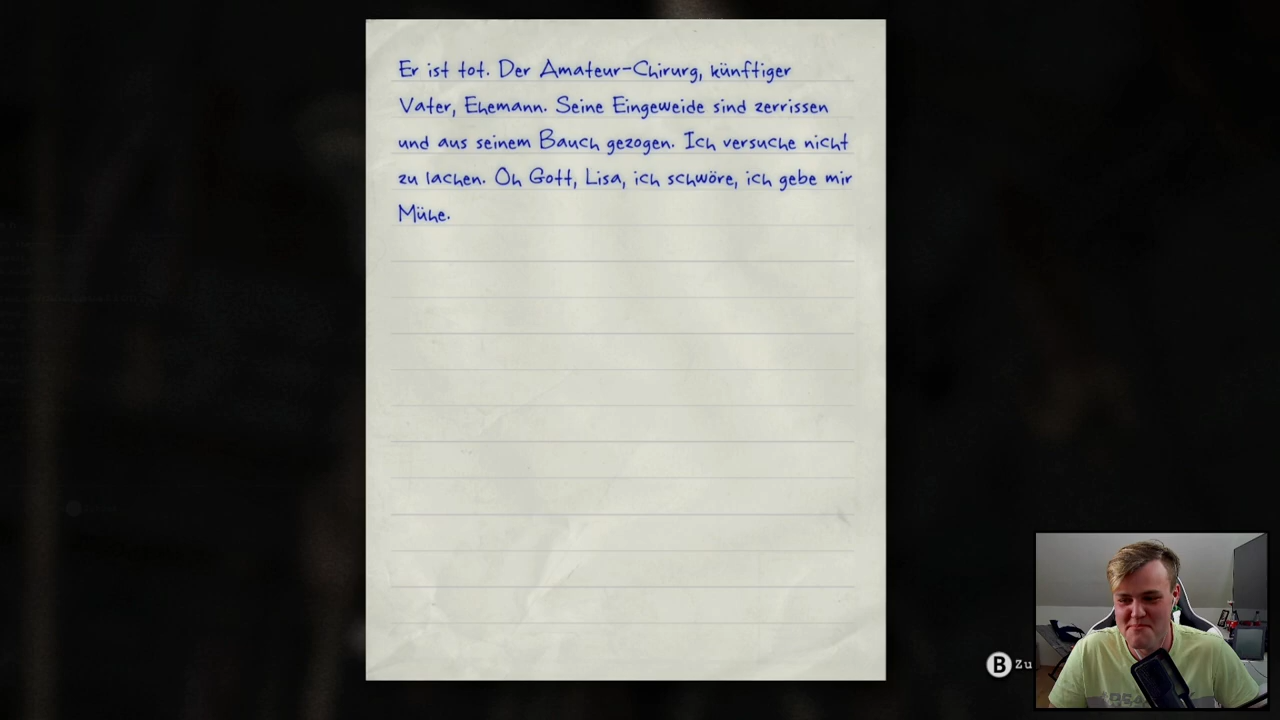 Er ist tot. Der Amateur-Chirurg, künftiger
Vater, Ehemann. Seine Eingeweide sind zerrissen
und aus seinem Bauch gezogen. Ich versuche nicht
zu lachen. Oh Gott, Lisa, ich schwöre, ich gebe mir
Mühe.
B Zu